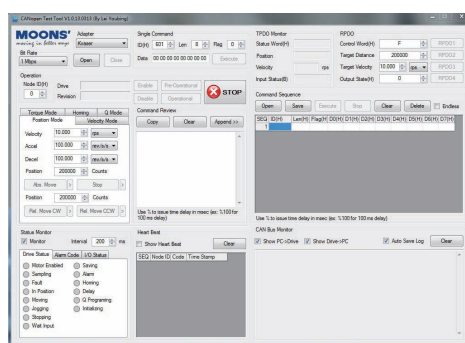 CANopen Test Tool V1.0.13.0313 (By Lei Youbing)
MOONS'
moving in better ways
Adapter
Kvaser
Bit Rate
1 Mbps
Open
Close
Operation
Node ID(H)
0
Drive
Revision
Torque Mode
Homing
Q Mode
Position Mode
Velocity Mode
Velocity 10.000 rps
Accel 100.000 rev/s/s
Decel 100.000 rev/s/s
Position 200000 Counts
Abs. Move
Stop
Position 200000 Counts
Rel. Move CW
Rel. Move CCW
Status Monitor
Monitor Interval 200 ms
Drive Status
Alarm Code
I/O Status
Motor Enabled
Saving
Sampling
Alarm
Fault
Homing
In Position
Delay
Moving
Q Programing
Jogging
Initializing
Stopping
Wait Input
Single Command
ID(H) 601 Len 8 Flag 0
Data 00 00 00 00 00 00 00 00
Execute
Enable
Pre-Operational
Disable
Operational
STOP
Command Review
Copy
Clear
Append >>
Use % to issue time delay in msec (ex: %100 for
100 ms delay)
Heart Beat
Show Heart Beat
Clear
SEQ Node ID Code Time Stamp
TPDO Monitor
Status Word(H)
Position
Velocity rps
Input Status(B)
RPDO
Control Word(H) F RPDO1
Target Distance 200000 RPDO2
Target Velocity 10.000 rps RPDO3
Output State(H) 0 RPDO4
Command Sequence
Open
Save
Execute
Stop
Clear
Delete
Endless
SEQ ID(H) Len(H) Flag(H) D0(H) D1(H) D2(H) D3(H) D4(H) D5(H) D6(H) D7(H)
1
Use % to issue time delay in msec (ex: %100 for 100 ms delay)
CAN Bus Monitor
Show PC->Drive
Show Drive->PC
Auto Save Log
Clear